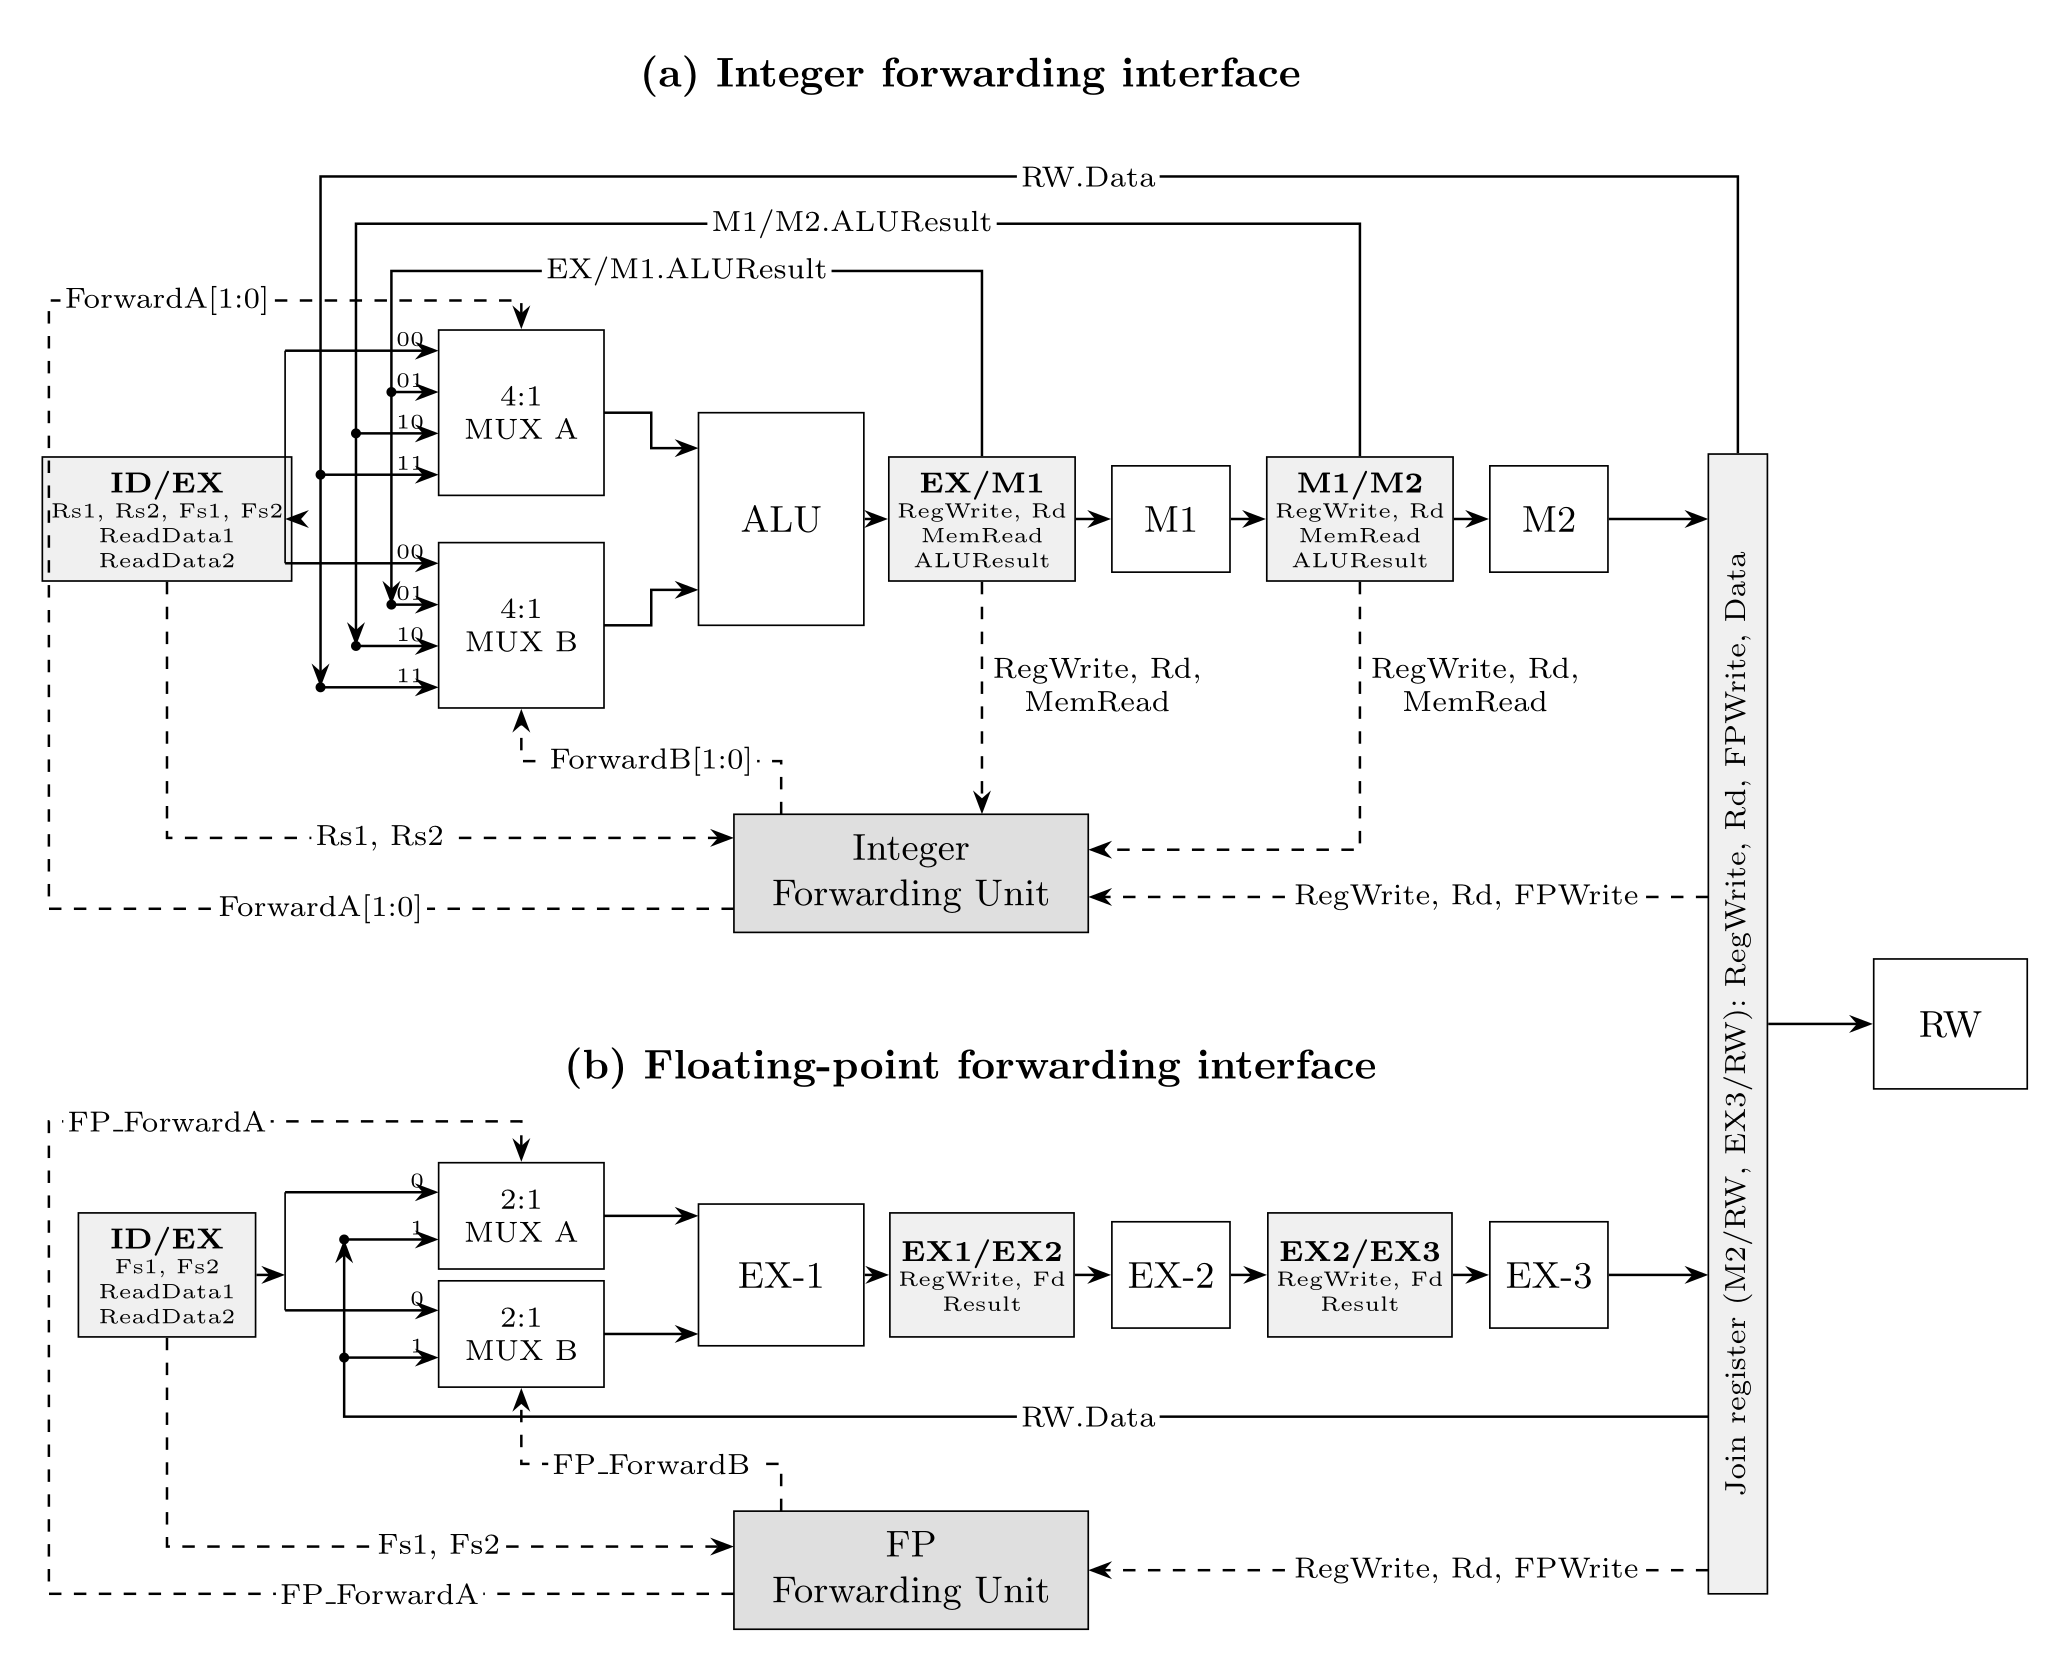 (a) Integer forwarding interface
RW.Data
M1/M2.ALUResult
EX/M1.ALUResult
ForwardA[1:0]
00
01
10
11
4:1
MUX A
ID/EX
Rs1, Rs2, Fs1, Fs2
ReadData1
ReadData2
00
01
10
11
4:1
MUX B
ALU
EX/M1
RegWrite, Rd
MemRead
ALUResult
M1
M1/M2
RegWrite, Rd
MemRead
ALUResult
M2
RegWrite, Rd,
MemRead
RegWrite, Rd,
MemRead
ForwardB[1:0]
Rs1, Rs2
Integer
Forwarding Unit
ForwardA[1:0]
RegWrite, Rd, FPWrite
Join register (M2/RW, EX3/RW): RegWrite, Rd, FPWrite, Data
RW
(b) Floating-point forwarding interface
FP_ForwardA
0
1
2:1
MUX A
ID/EX
Fs1, Fs2
ReadData1
ReadData2
0
1
2:1
MUX B
EX-1
EX1/EX2
RegWrite, Fd
Result
EX-2
EX2/EX3
RegWrite, Fd
Result
EX-3
RW.Data
FP_ForwardB
Fs1, Fs2
FP
Forwarding Unit
FP_ForwardA
RegWrite, Rd, FPWrite